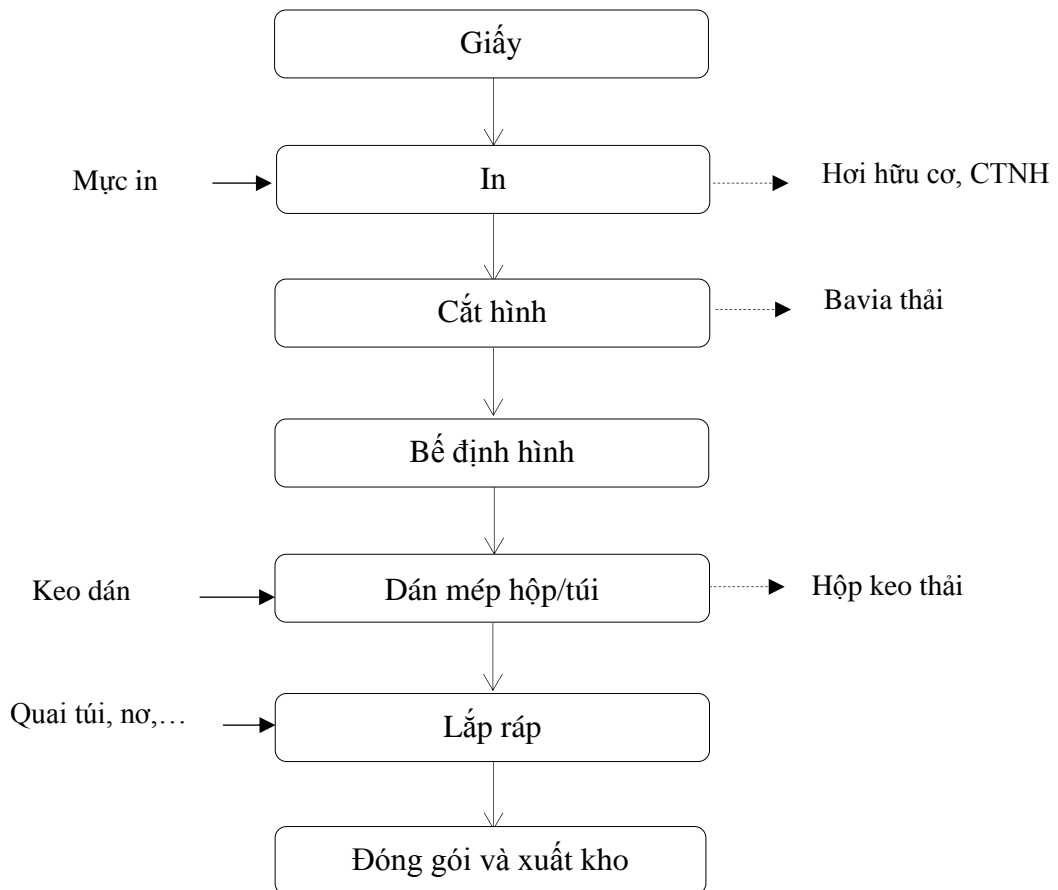 Giấy
Mực in
In
Hơi hữu cơ, CTNH
Cắt hình
Bavia thải
Bế định hình
Keo dán
Dán mép hộp/túi
Hộp keo thải
Quai túi, nơ,…
Lắp ráp
Đóng gói và xuất kho